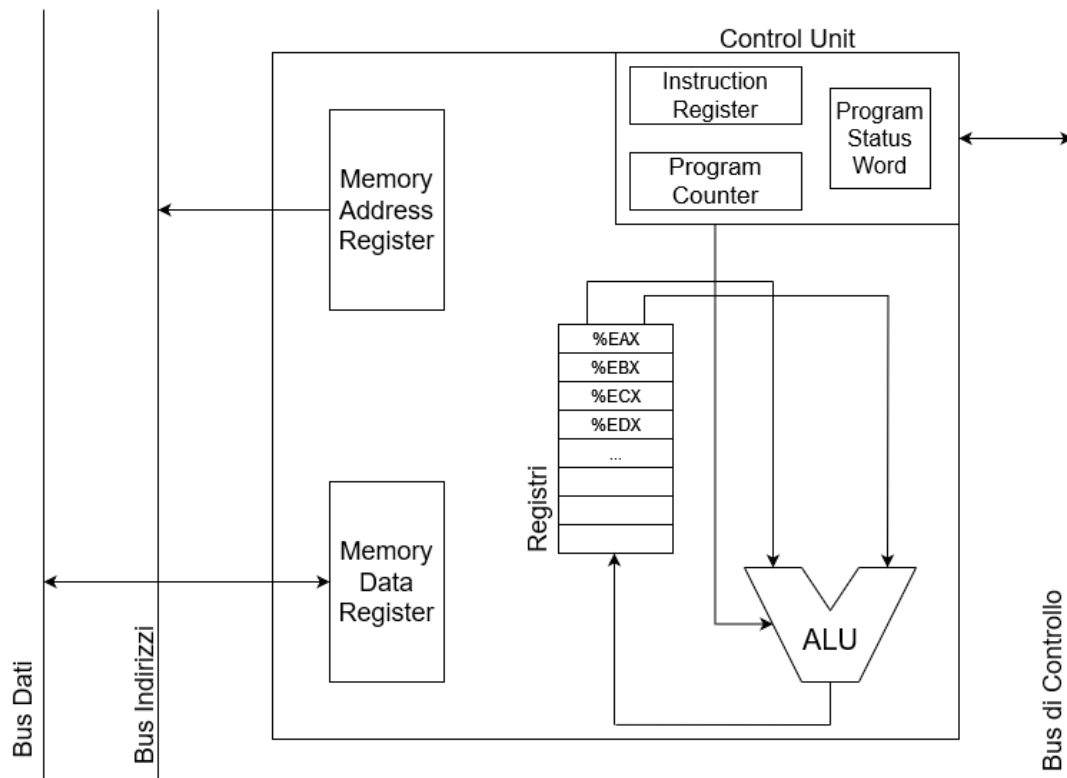 Control Unit
Instruction
Register
Program
Status
Word
Program
Counter
Memory
Address
Register
%EAX
%EBX
%ECX
%EDX
...
Registri
Memory
Data
Register
ALU
Bus Dati
Bus Indirizzi
Bus di Controllo